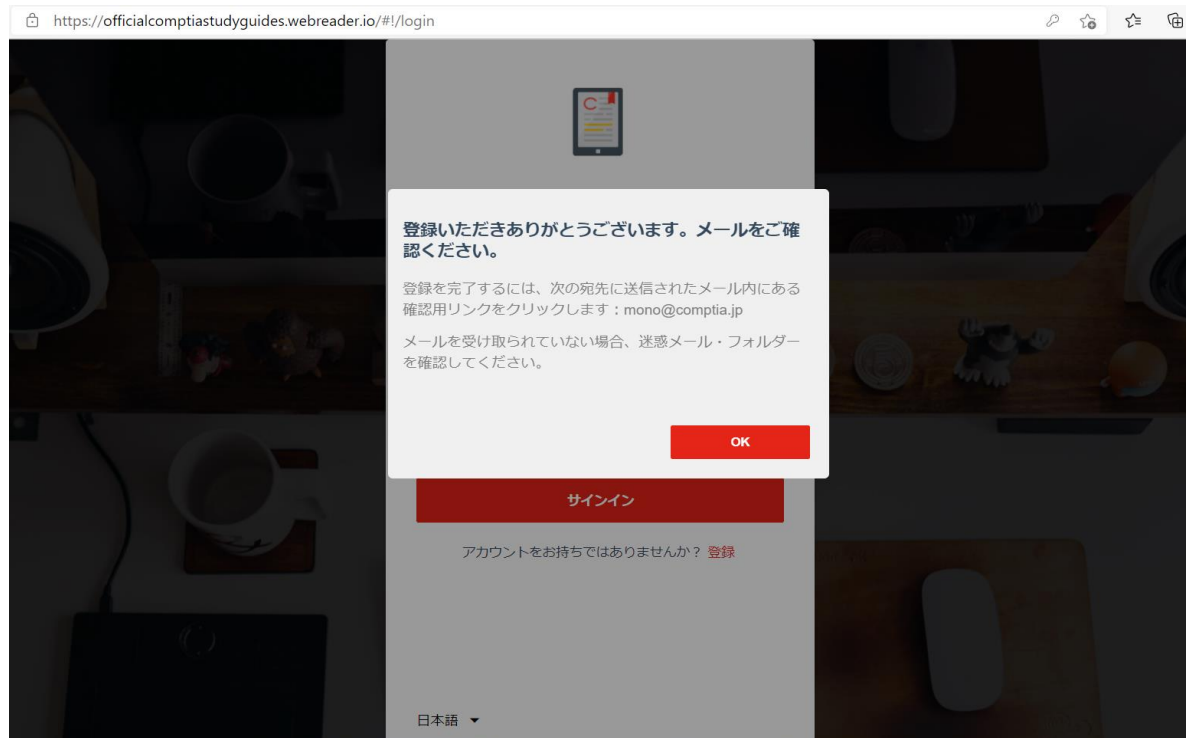 https://officialcomptiastudyguides.webreader.io/#!/login
C
登録いただきありがとうございます。メールをご確
認ください。
登録を完了するには、次の宛先に送信されたメール内にある
確認用リンクをクリックします：mono@comptia.jp
メールを受け取られていない場合、迷惑メール・フォルダー
を確認してください。
OK
サインイン
アカウントをお持ちではありませんか？ 登録
日本語